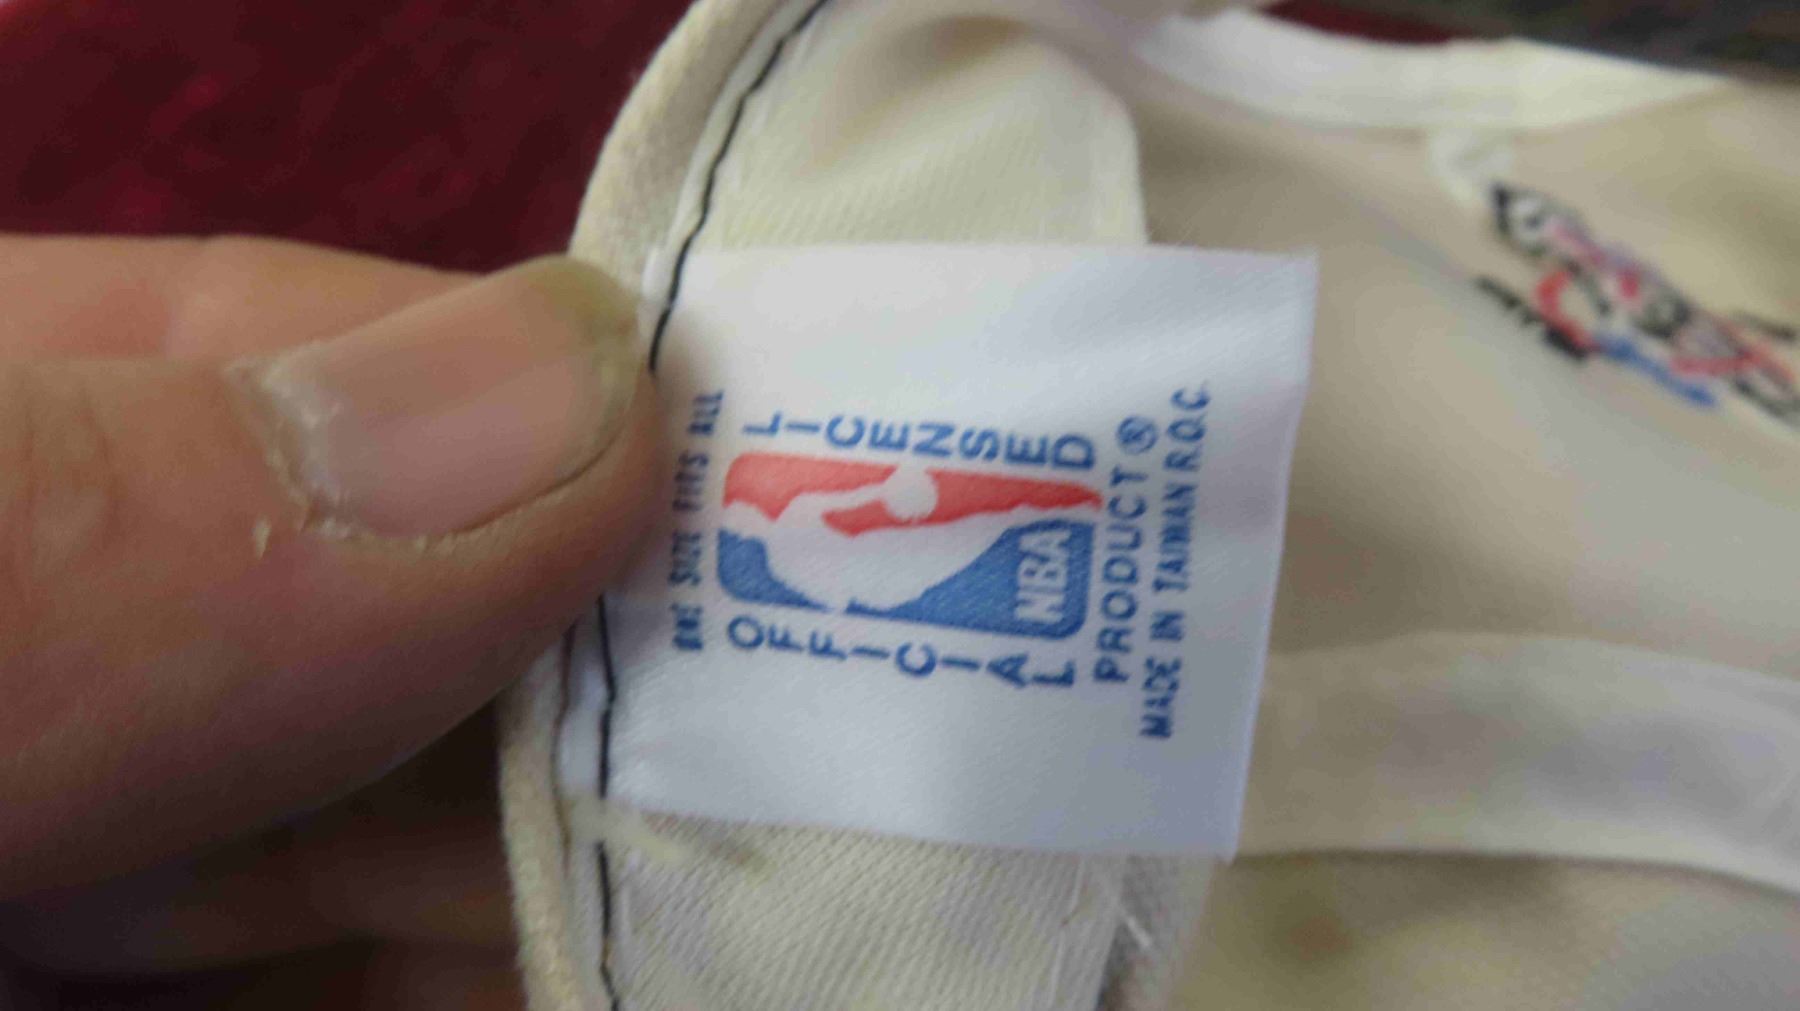 ONE SIZE FITS ALL
OFFICIAL
LICENSED
NBA
PRODUCT ®
MADE IN TAIWAN R.O.C.